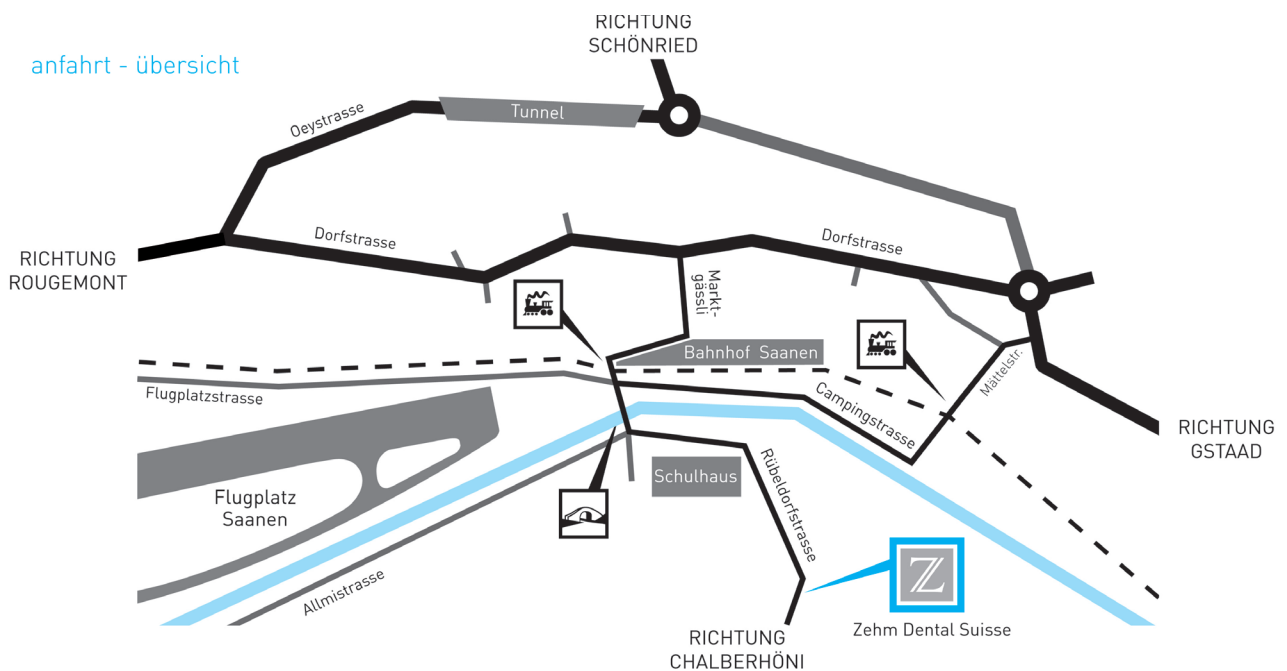 RICHTUNG
SCHÖNRIED
anfahrt - übersicht
Oeystrasse
Tunnel
Dorfstrasse
Dorfstrasse
RICHTUNG
ROUGEMONT
Markt-
gässli
Bahnhof Saanen
Mättelstr.
Flugplatzstrasse
Campingstrasse
RICHTUNG
GSTAAD
Rübeldorfstrasse
Schulhaus
Flugplatz
Saanen
Allmistrasse
Z
Zehm Dental Suisse
RICHTUNG
CHALBERHÖNI